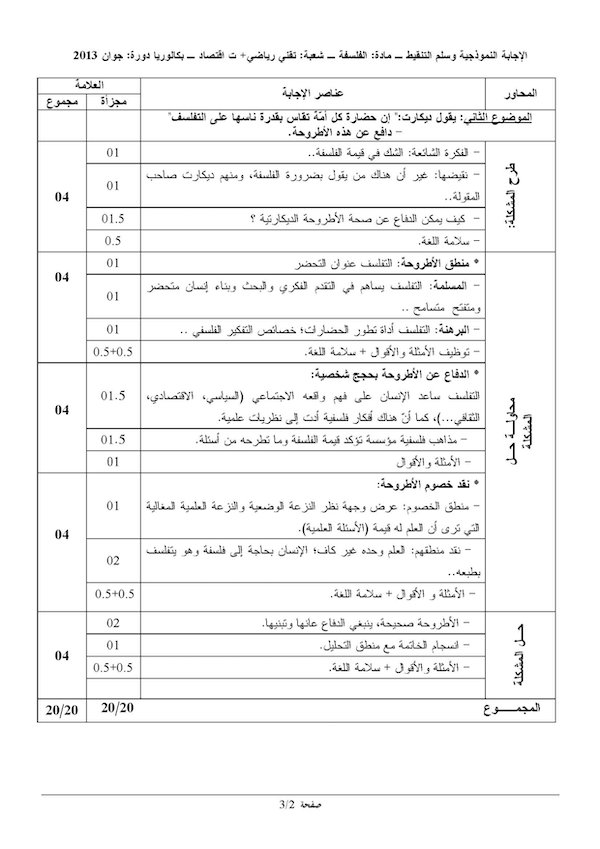 الإجابة النموذجية وسلم التنقيط ـــ مادة: الفلسفة ـــ شعبة: تقني رياضي+ ت اقتصاد ـــ بكالوريا دورة: جوان 2013
المحاور
عناصر الإجابة
العلامة
مجزأة
مجموع
الموضوع الثاني: يقول ديكارت:" إن حضارة كل أمّة تقاس بقدرة ناسها على التفلسف"
– دافع عن هذه الأطروحة.
طرح المشكلة:
– الفكرة الشائعة: الشك في قيمة الفلسفة..
01
– نقيضها: غير أن هناك من يقول بضرورة الفلسفة، ومنهم ديكارت صاحب
المقولة..
01
– كيف يمكن الدفاع عن صحة الأطروحة الديكارتية ؟
01.5
– سلامة اللغة.
0.5
04
محاولـــة حـــل
المشكلة
* منطق الأطروحة: التفلسف عنوان التحضر
01
– المسلمة: التفلسف يساهم في التقدم الفكري والبحث وبناء إنسان متحضر
ومتفتح متسامح ..
01
– البرهنة: التفلسف أداة تطور الحضارات؛ خصائص التفكير الفلسفي ..
01
– توظيف الأمثلة والأقوال + سلامة اللغة.
0.5+0.5
04
* الدفاع عن الأطروحة بحجج شخصية:
التفلسف ساعد الإنسان على فهم واقعه الاجتماعي (السياسي، الاقتصادي،
الثقافي...)، كما أنّ هناك أفكار فلسفية أدت إلى نظريات علمية.
01.5
– مذاهب فلسفية مؤسسة تؤكد قيمة الفلسفة وما تطرحه من أسئلة.
01.5
– الأمثلة والأقوال
01
04
* نقد خصوم الأطروحة:
– منطق الخصوم: عرض وجهة نظر النزعة الوضعية والنزعة العلمية المغالية
التي ترى أن العلم له قيمة (الأسئلة العلمية).
01
– نقد منطقهم: العلم وحده غير كاف؛ الإنسان بحاجة إلى فلسفة وهو يتفلسف
بطبعه..
02
– الأمثلة و الأقوال + سلامة اللغة.
0.5+0.5
04
حـــل المشكلة
– الأطروحة صحيحة، ينبغي الدفاع عانها وتبنيها.
02
– انسجام الخاتمة مع منطق التحليل.
01
– الأمثلة والأقوال + سلامة اللغة.
0.5+0.5
04
المجمـــــوع
20/20
20/20
صفحة 3/2